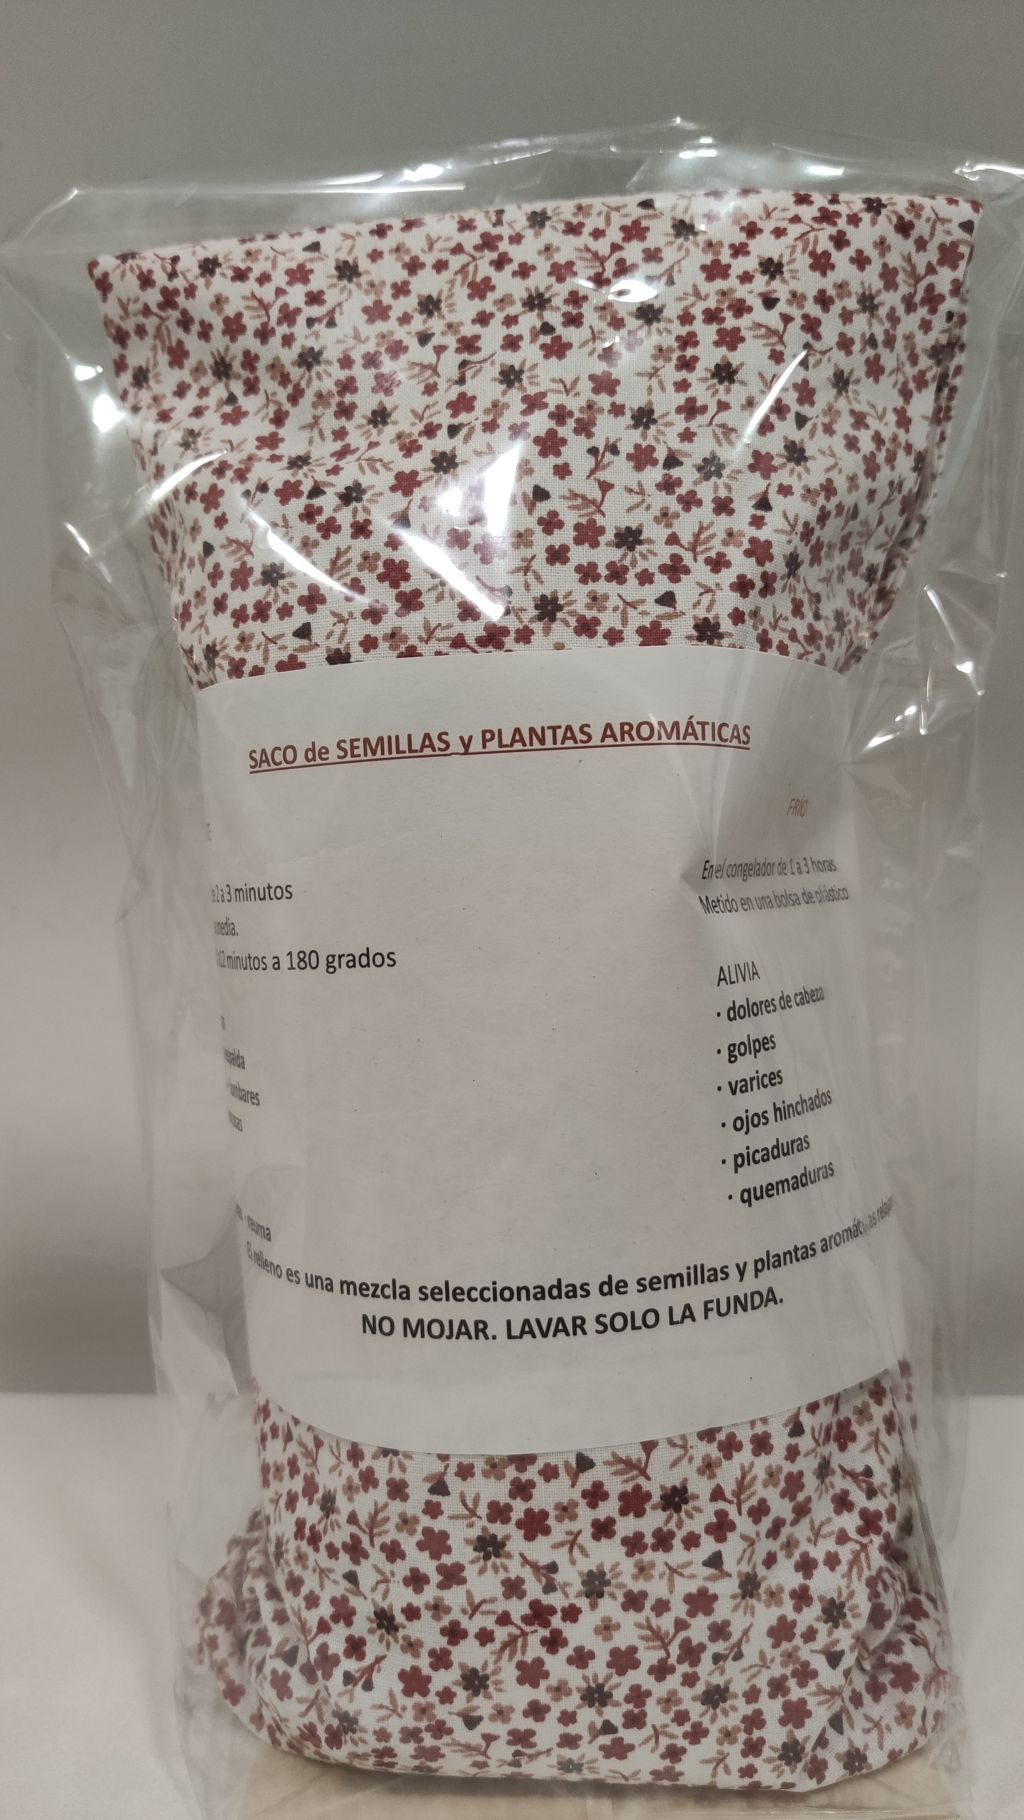 SACO de SEMILLAS y PLANTAS AROMÁTICAS
FRÍO
En el congelador de 1 a 3 horas
Metido en una bolsa de plástico
2 a 3 minutos
media.
minutos a 180 grados
ALIVIA
· dolores de cabeza
· golpes
· varices
· ojos hinchados
· picaduras
· quemaduras
- reuma
El relleno es una mezcla seleccionadas de semillas y plantas
NO MOJAR. LAVAR SOLO LA FUNDA.